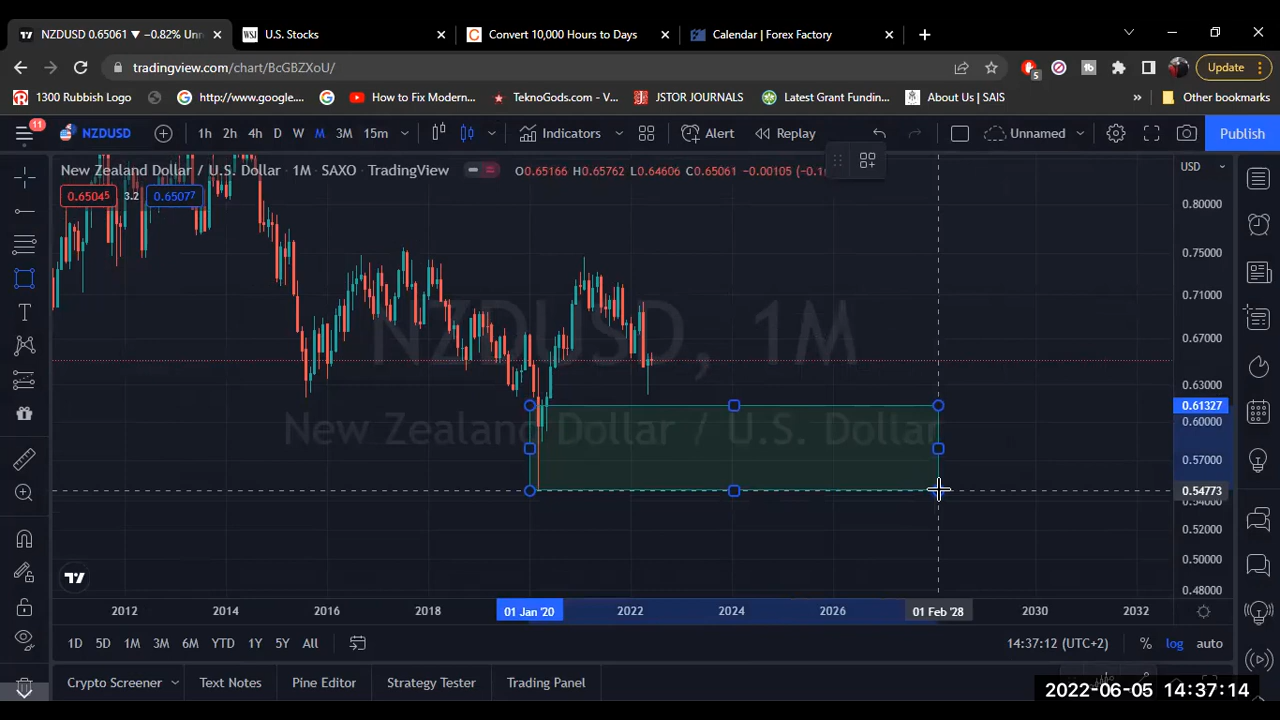 NZDUSD 0.65061 ▼ −0.82% Unn
WSJ U.S. Stocks
C Convert 10,000 Hours to Days
Calendar | Forex Factory
tradingview.com/chart/BcGBZXoU/
5
Update
1300 Rubbish Logo
http://www.google....
How to Fix Modern...
TeknoGods.com - V...
JSTOR JOURNALS
Latest Grant Fundin...
About Us | SAIS
»
Other bookmarks
11
NZDUSD
1h 2h 4h D W M 3M 15m
Indicators
Alert
Replay
Unnamed
Publish
New Zealand Dollar / U.S. Dollar · 1M · SAXO · TradingView
O0.65166 H0.65762 L0.64606 C0.65061 −0.00105 (−0.1
USD
0.65045 3.2 0.65077
NZDUSD, 1M
New Zealand Dollar / U.S. Dollar
0.80000
0.75000
0.71000
0.67000
0.63000
0.61327
0.60000
0.57000
0.54773
0.54000
0.52000
0.50000
0.48000
2012 2014 2016 2018 01 Jan '20 2022 2024 2026 01 Feb '28 2030 2032
1D 5D 1M 3M 6M YTD 1Y 5Y All
14:37:12 (UTC+2) % log auto
Crypto Screener Text Notes Pine Editor Strategy Tester Trading Panel
2022-06-05 14:37:14